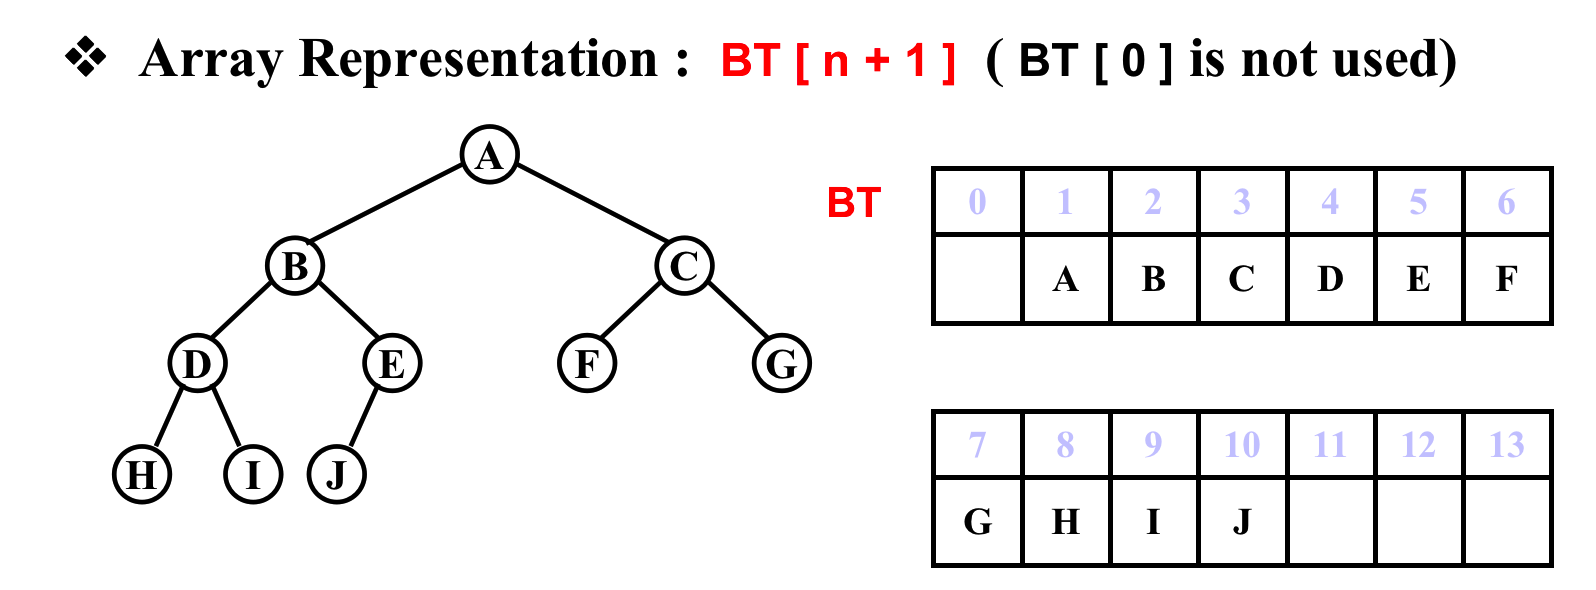 ❖ Array Representation : BT [ n + 1 ] ( BT [ 0 ] is not used)
A
B C
D E F G
H I J
BT
0 1 2 3 4 5 6
A B C D E F
7 8 9 10 11 12 13
G H I J